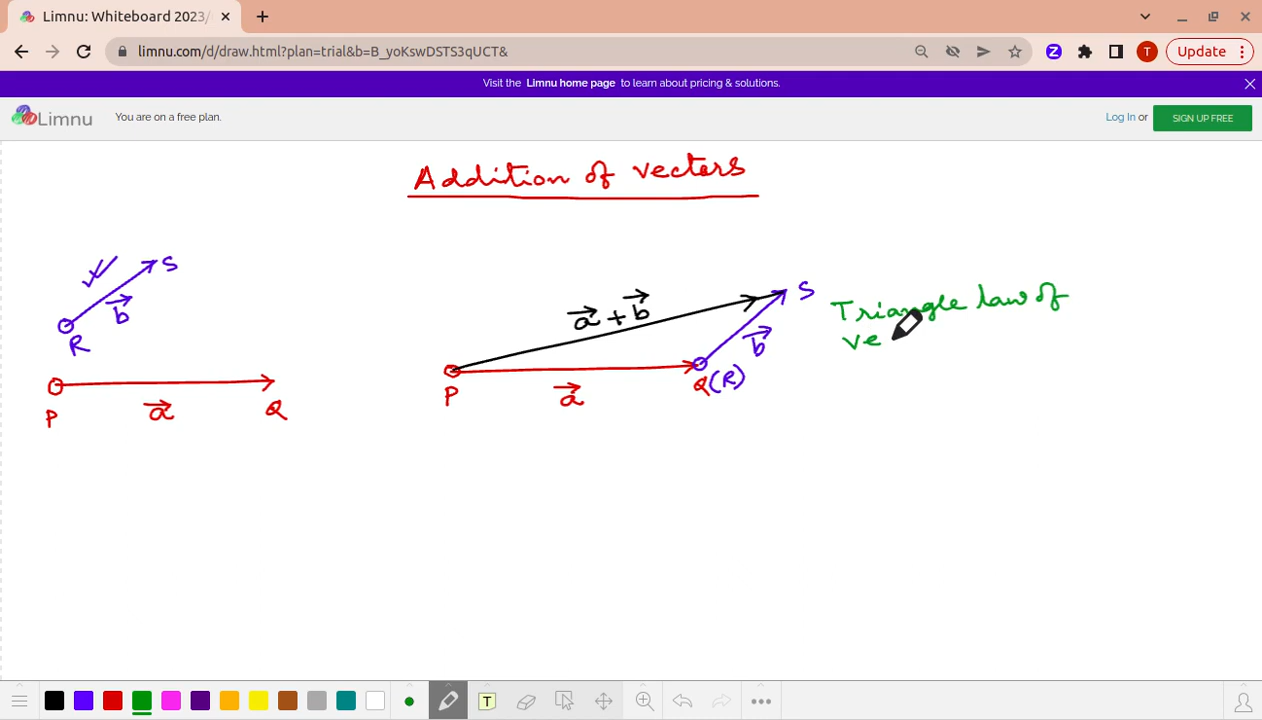 Limnu: Whiteboard 2023/
limnu.com/d/draw.html?plan=trial&b=B_yoKswDSTS3qUCT&
Z
T
Update
Visit the Limnu home page to learn about pricing & solutions.
Limnu
You are on a free plan.
Log In or
SIGN UP FREE
Addition of vectors
S
b⃗
R
P
a⃗
Q
a⃗ + b⃗
S
b⃗
P
a⃗
Q(R)
Triangle law of
ve
T